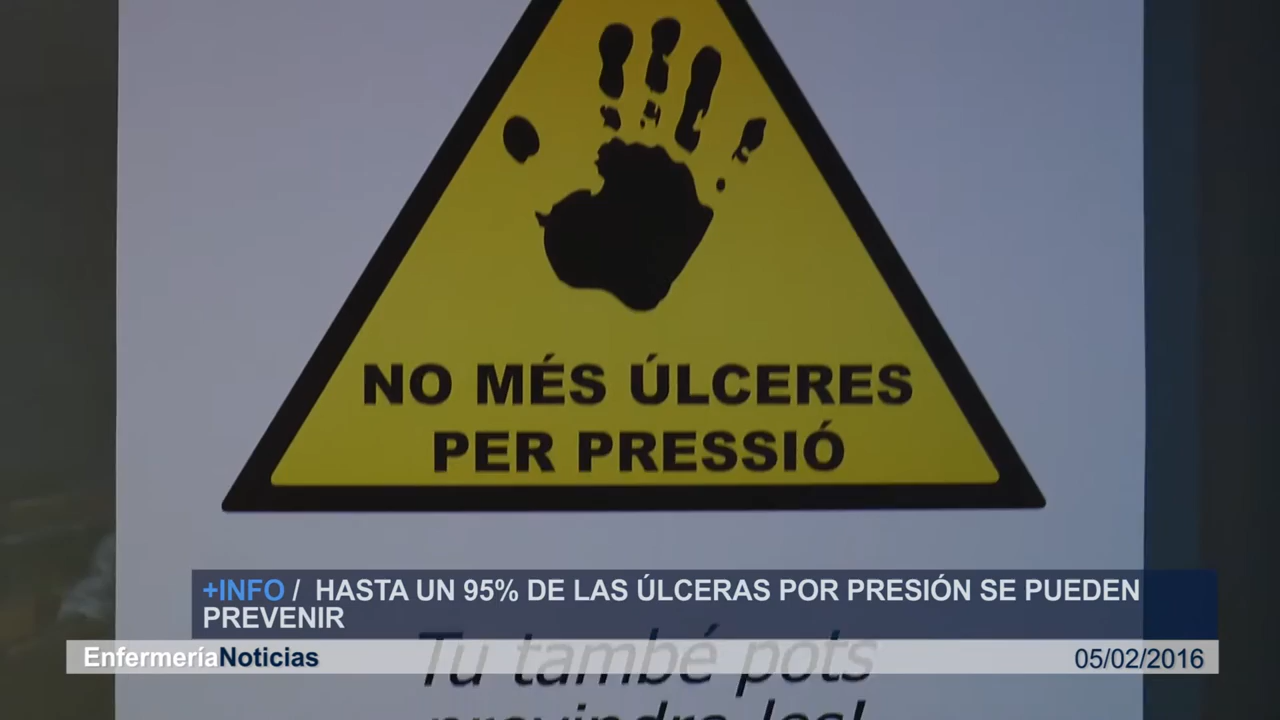 NO MÉS ÚLCERES
PER PRESSIÓ
+INFO / HASTA UN 95% DE LAS ÚLCERAS POR PRESIÓN SE PUEDEN
PREVENIR
EnfermeríaNoticias
05/02/2016
Tu també pots